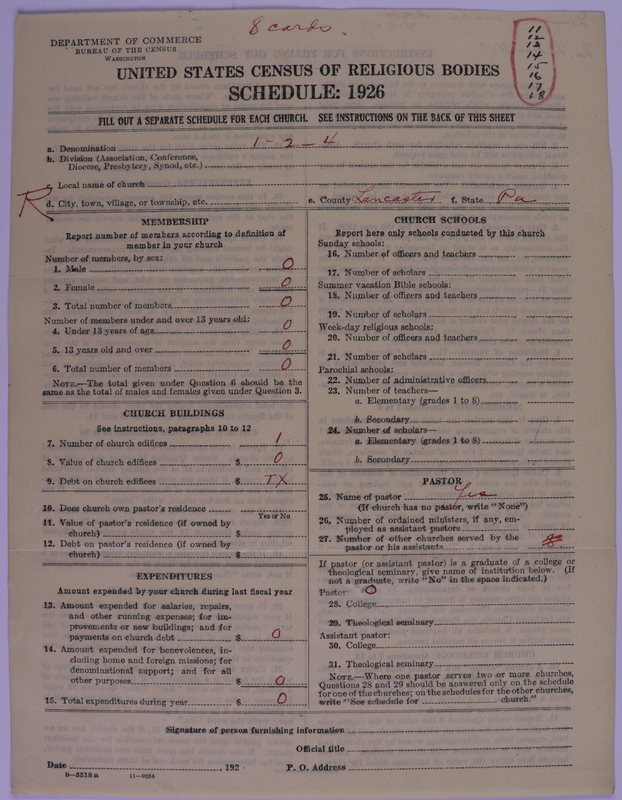 8 cards.
11
12
13
14
15
16
17
18
DEPARTMENT OF COMMERCE
BUREAU OF THE CENSUS
WASHINGTON
UNITED STATES CENSUS OF RELIGIOUS BODIES
SCHEDULE: 1926
FILL OUT A SEPARATE SCHEDULE FOR EACH CHURCH. SEE INSTRUCTIONS ON THE BACK OF THIS SHEET
a. Denomination 1-2-4
b. Division (Association, Conference,
Diocese, Presbytery, Synod, etc.)
c. Local name of church
R d. City, town, village, or township, etc. e. County Lancaster f. State Pa
MEMBERSHIP
Report number of members according to definition of
member in your church
Number of members, by sex:
1. Male 0
2. Female 0
3. Total number of members 0
Number of members under and over 13 years old:
4. Under 13 years of age 0
5. 13 years old and over 0
6. Total number of members 0
NOTE.—The total given under Question 6 should be the
same as the total of males and females given under Question 3.
CHURCH BUILDINGS
See instructions, paragraphs 10 to 12
7. Number of church edifices 1
8. Value of church edifices $ 0
9. Debt on church edifices $ TX
10. Does church own pastor's residence
Yes or No
11. Value of pastor's residence (if owned by
church) $
12. Debt on pastor's residence (if owned by
church) $
EXPENDITURES
Amount expended by your church during last fiscal year
13. Amount expended for salaries, repairs,
and other running expenses; for im-
provements or new buildings; and for
payments on church debt $ 0
14. Amount expended for benevolences, in-
cluding home and foreign missions; for
denominational support; and for all
other purposes $ 0
15. Total expenditures during year $ 0
CHURCH SCHOOLS
Report here only schools conducted by this church
Sunday schools:
16. Number of officers and teachers
17. Number of scholars
Summer vacation Bible schools:
18. Number of officers and teachers
19. Number of scholars
Week-day religious schools:
20. Number of officers and teachers
21. Number of scholars
Parochial schools:
22. Number of administrative officers
23. Number of teachers—
a. Elementary (grades 1 to 8)
b. Secondary
24. Number of scholars—
a. Elementary (grades 1 to 8)
b. Secondary
PASTOR
25. Name of pastor Yes
(If church has no pastor, write "None")
26. Number of ordained ministers, if any, em-
ployed as assistant pastors
27. Number of other churches served by the
pastor or his assistants
If pastor (or assistant pastor) is a graduate of a college or
theological seminary, give name of institution below. (If
not a graduate, write "No" in the space indicated.)
Pastor: 0
28. College
29. Theological seminary
Assistant pastor:
30. College
31. Theological seminary
NOTE.—Where one pastor serves two or more churches,
Questions 28 and 29 should be answered only on the schedule
for one of the churches; on the schedules for the other churches,
write "See schedule for church."
Signature of person furnishing information
Official title
Date , 192 P. O. Address
8—5518 a 11—9054